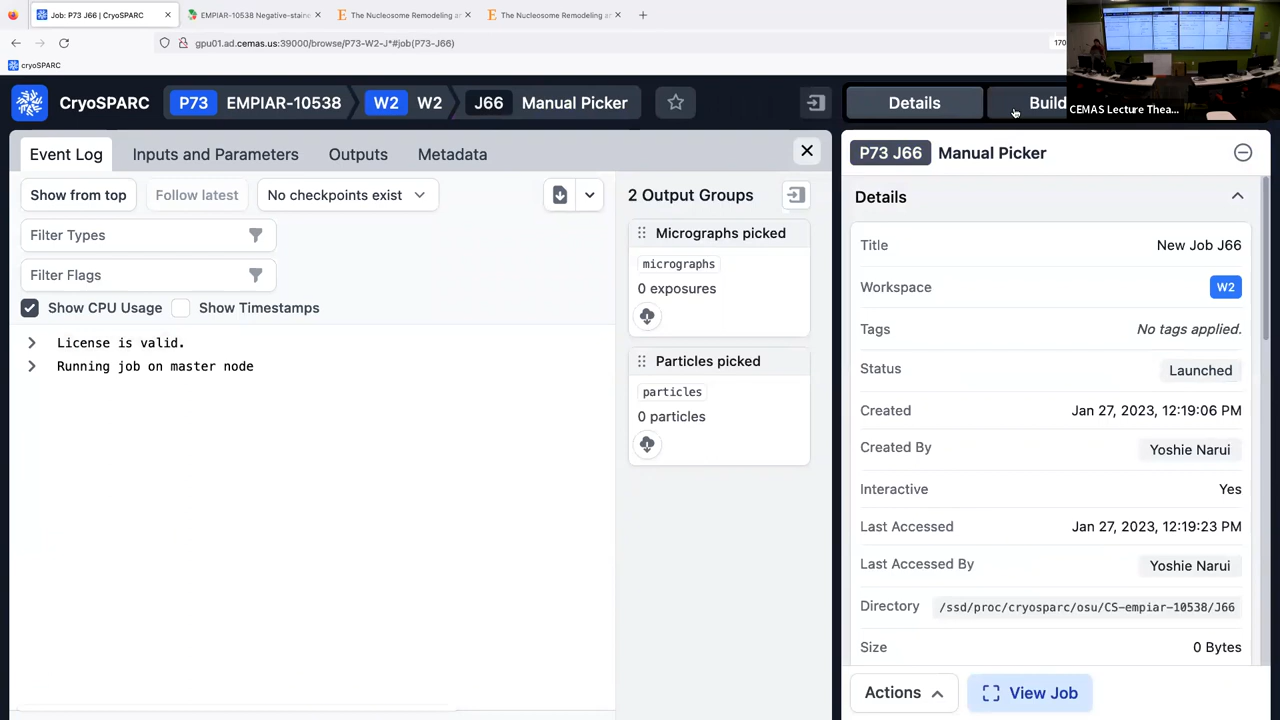 Job: P73 J66 | CryoSPARC
EMPIAR-10538 Negative-staine
The Nucleosome Remodeling ar
The Nucleosome Remodeling ar
gpu01.ad.cemas.us:39000/browse/P73-W2-J*#job(P73-J66)
170
cryoSPARC
CryoSPARC
P73 EMPIAR-10538
W2 W2
J66 Manual Picker
Details
Build
CEMAS Lecture Thea...
Event Log
Inputs and Parameters
Outputs
Metadata
Show from top
Follow latest
No checkpoints exist
Filter Types
Filter Flags
Show CPU Usage
Show Timestamps
License is valid.
Running job on master node
2 Output Groups
Micrographs picked
micrographs
0 exposures
Particles picked
particles
0 particles
P73 J66 Manual Picker
Details
Title New Job J66
Workspace W2
Tags No tags applied.
Status Launched
Created Jan 27, 2023, 12:19:06 PM
Created By Yoshie Narui
Interactive Yes
Last Accessed Jan 27, 2023, 12:19:23 PM
Last Accessed By Yoshie Narui
Directory /ssd/proc/cryosparc/osu/CS-empiar-10538/J66
Size 0 Bytes
Actions
View Job